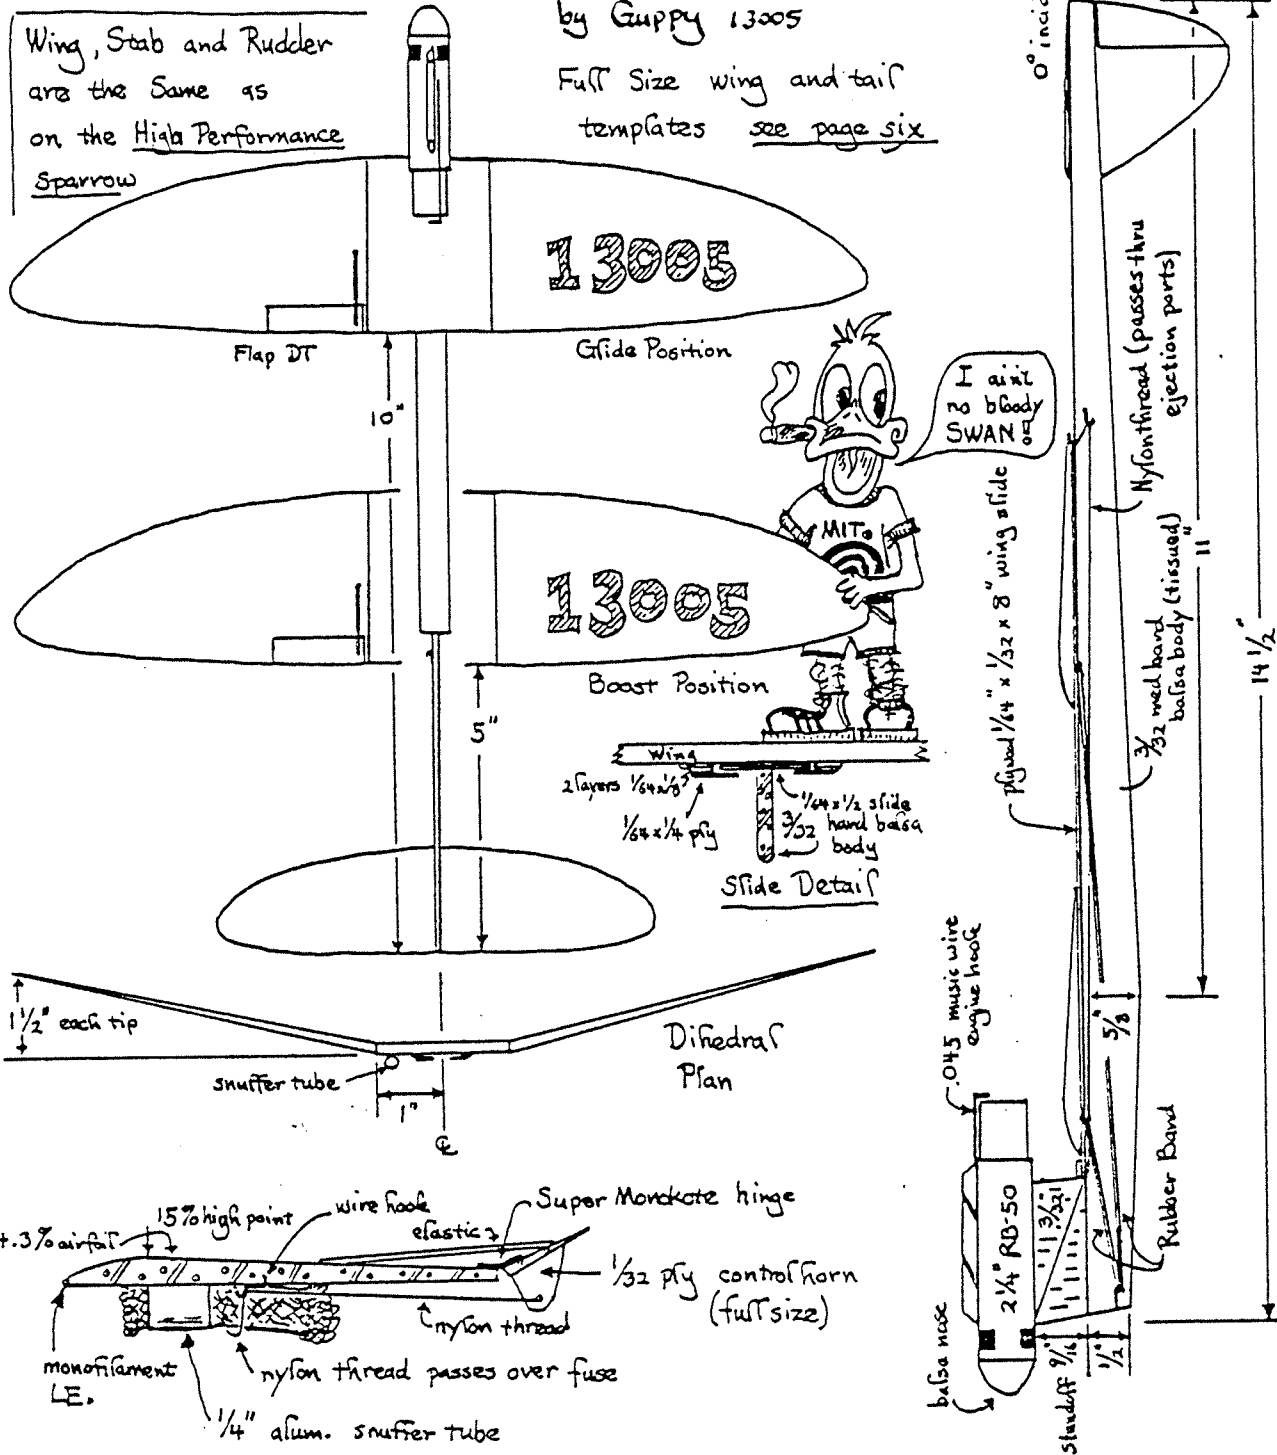 Wing, Stab and Rudder
are the Same as
on the High Performance
Sparrow
by Guppy 13005
Full Size wing and tail
templates see page six
13005
Flap DT
Glide Position
10"
13005
Boost Position
5"
I ain't
no bloody
SWAN!
MIT
Wing
2 layers 1/64 x 1/8"
1/64 x 1/4 ply
1/64 x 1/2 slide
3/32 hard balsa
body
Slide Detail
1 1/2" each tip
snuffer tube
1"
CL
Dihedral
Plan
15% high point
wire hook
elastic
Super Monokote hinge
1/32 ply control horn
(full size)
nylon thread
nylon thread passes over fuse
monofilament
LE.
1/4" alum. snuffer tube
Nylon thread (passes thru
ejection ports)
plywood 1/64" x 1/32 x 8" wing slide
3/32 med hard
balsa body (tissued)
11"
14 1/2"
5/8"
.045 music wire
engine hook
2 1/4" RB-50
3/32
Rubber Band
balsa nose
standoff 9/16"
1/2"